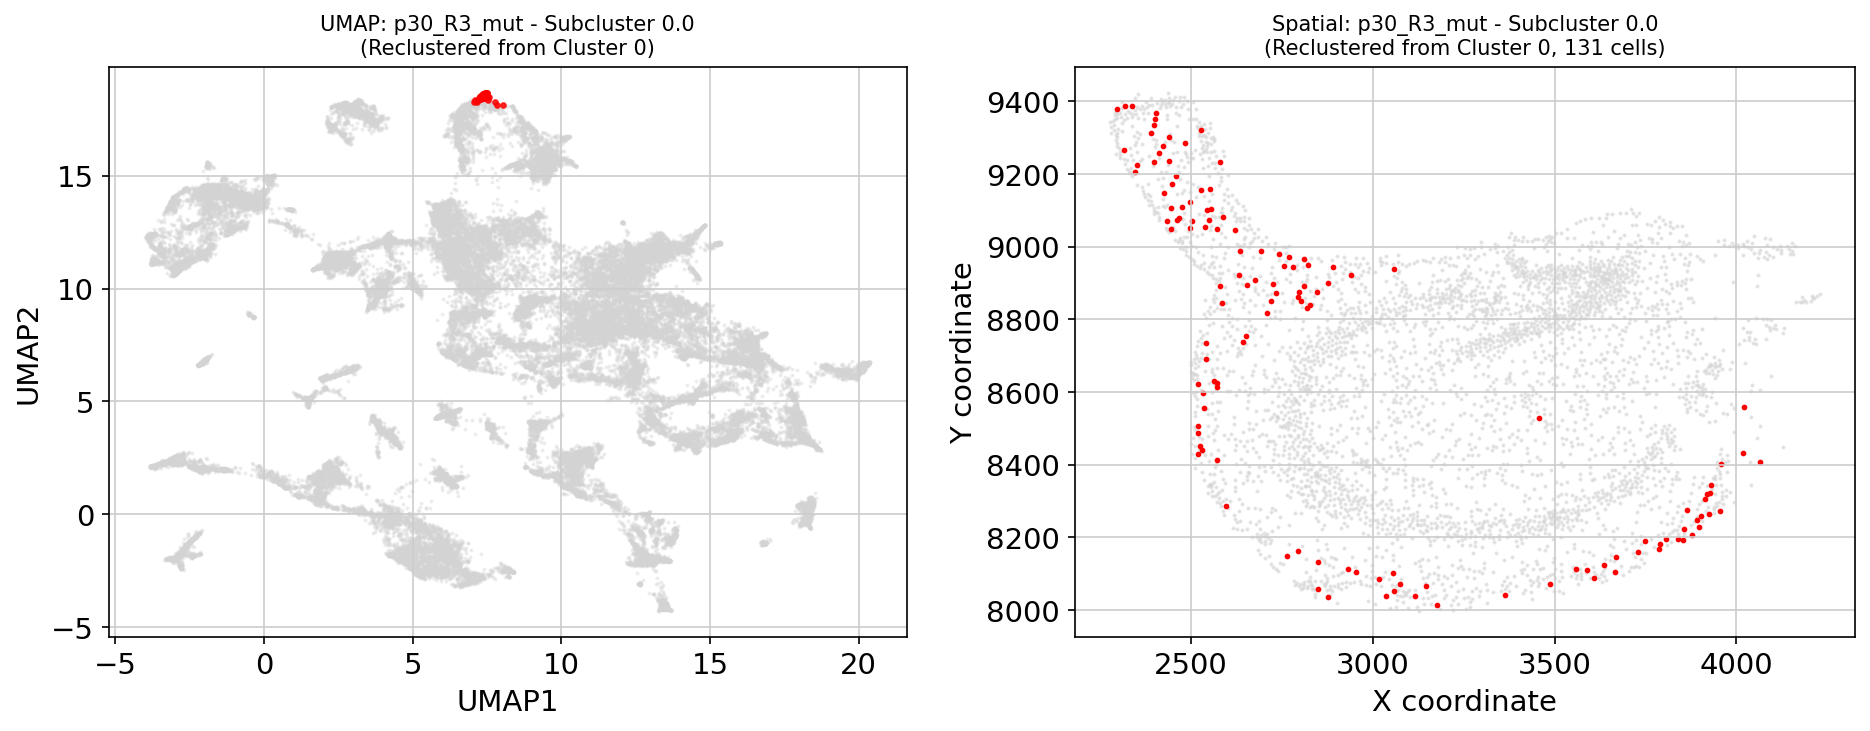 UMAP: p30_R3_mut - Subcluster 0.0
(Reclustered from Cluster 0)
15
10
5
0
−5
UMAP2
−5
0
5
10
15
20
UMAP1
Spatial: p30_R3_mut - Subcluster 0.0
(Reclustered from Cluster 0, 131 cells)
9400
9200
9000
8800
8600
8400
8200
8000
Y coordinate
2500
3000
3500
4000
X coordinate